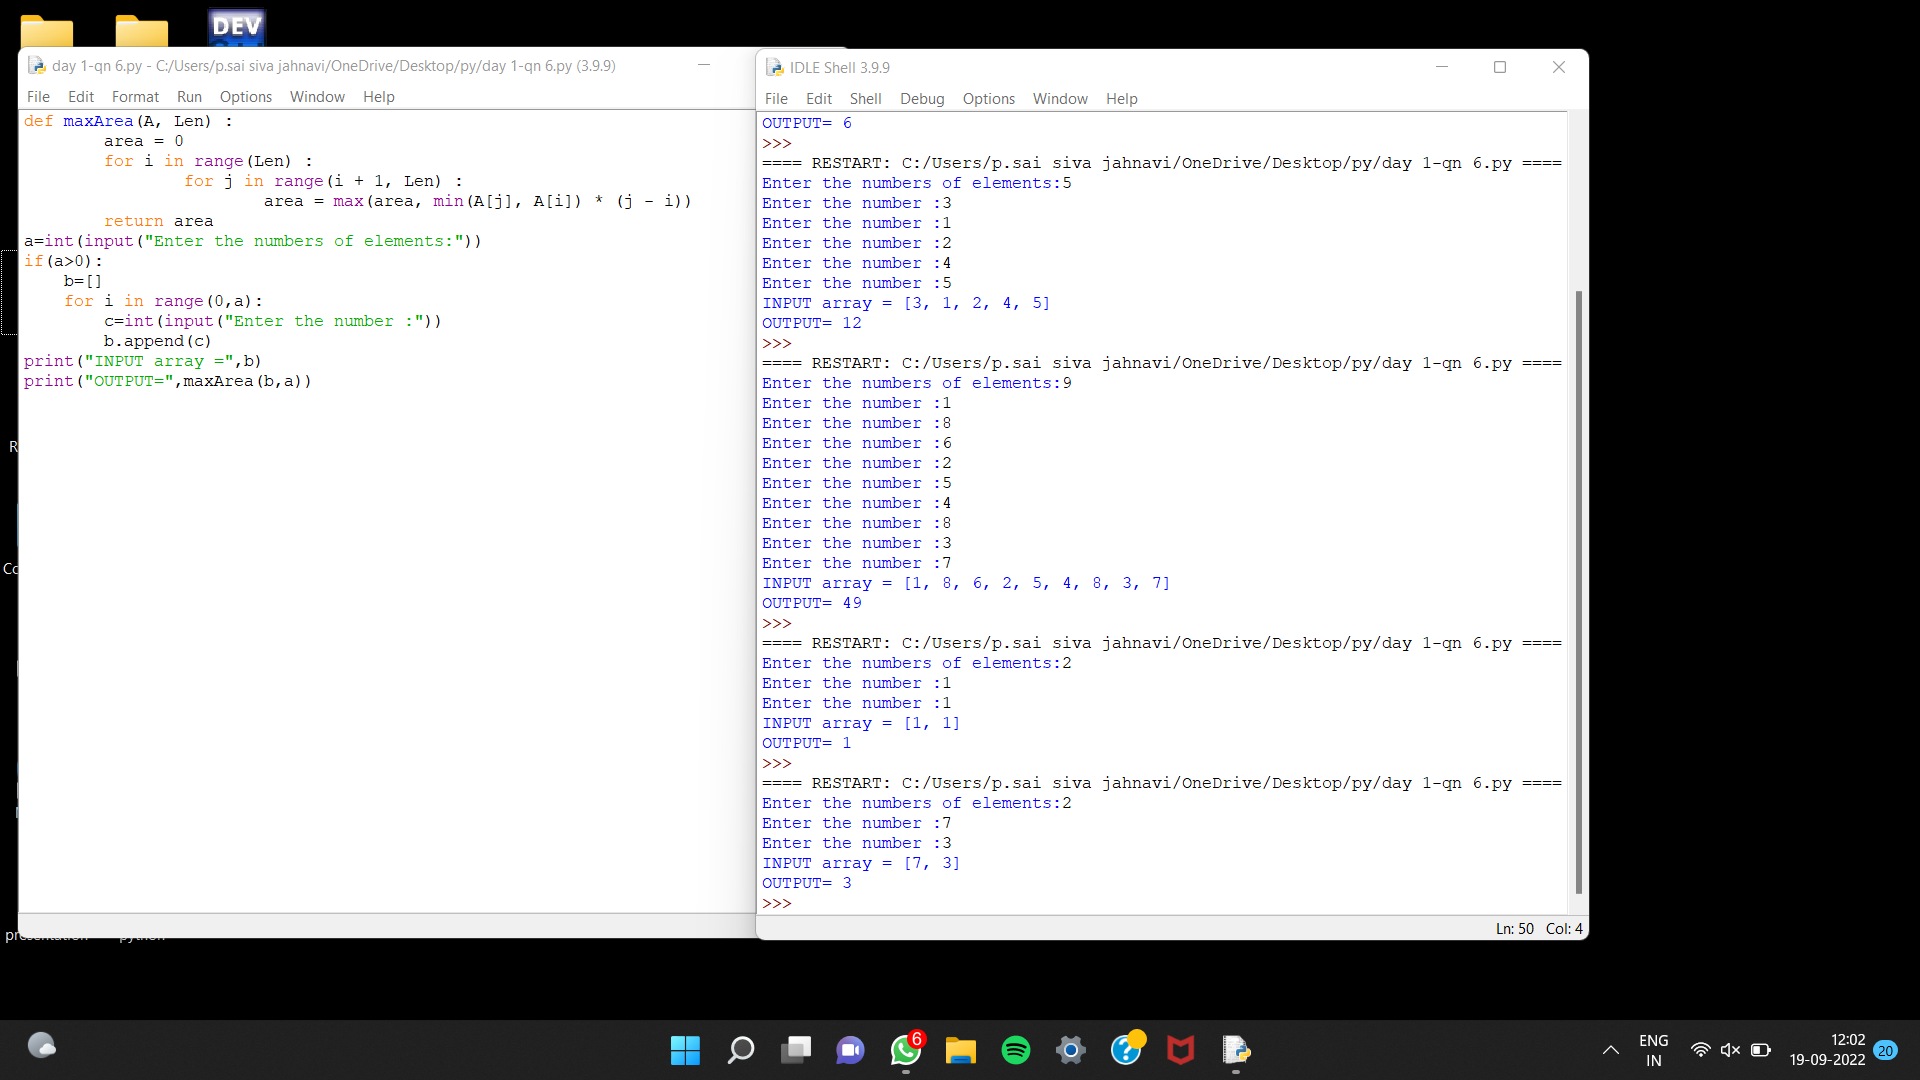 DEV
day 1-qn 6.py - C:/Users/p.sai siva jahnavi/OneDrive/Desktop/py/day 1-qn 6.py (3.9.9)
File Edit Format Run Options Window Help
def maxArea(A, Len) :
area = 0
for i in range(Len) :
for j in range(i + 1, Len) :
area = max(area, min(A[j], A[i]) * (j - i))
return area
a=int(input("Enter the numbers of elements:"))
if(a>0):
b=[]
for i in range(0,a):
c=int(input("Enter the number :"))
b.append(c)
print("INPUT array =",b)
print("OUTPUT=",maxArea(b,a))
IDLE Shell 3.9.9
File Edit Shell Debug Options Window Help
OUTPUT= 6
>>>
==== RESTART: C:/Users/p.sai siva jahnavi/OneDrive/Desktop/py/day 1-qn 6.py ====
Enter the numbers of elements:5
Enter the number :3
Enter the number :1
Enter the number :2
Enter the number :4
Enter the number :5
INPUT array = [3, 1, 2, 4, 5]
OUTPUT= 12
>>>
==== RESTART: C:/Users/p.sai siva jahnavi/OneDrive/Desktop/py/day 1-qn 6.py ====
Enter the numbers of elements:9
Enter the number :1
Enter the number :8
Enter the number :6
Enter the number :2
Enter the number :5
Enter the number :4
Enter the number :8
Enter the number :3
Enter the number :7
INPUT array = [1, 8, 6, 2, 5, 4, 8, 3, 7]
OUTPUT= 49
>>>
==== RESTART: C:/Users/p.sai siva jahnavi/OneDrive/Desktop/py/day 1-qn 6.py ====
Enter the numbers of elements:2
Enter the number :1
Enter the number :1
INPUT array = [1, 1]
OUTPUT= 1
>>>
==== RESTART: C:/Users/p.sai siva jahnavi/OneDrive/Desktop/py/day 1-qn 6.py ====
Enter the numbers of elements:2
Enter the number :7
Enter the number :3
INPUT array = [7, 3]
OUTPUT= 3
>>>
Ln: 50 Col: 4
R
Co
presentation python
6
ENG
IN
12:02
19-09-2022
20